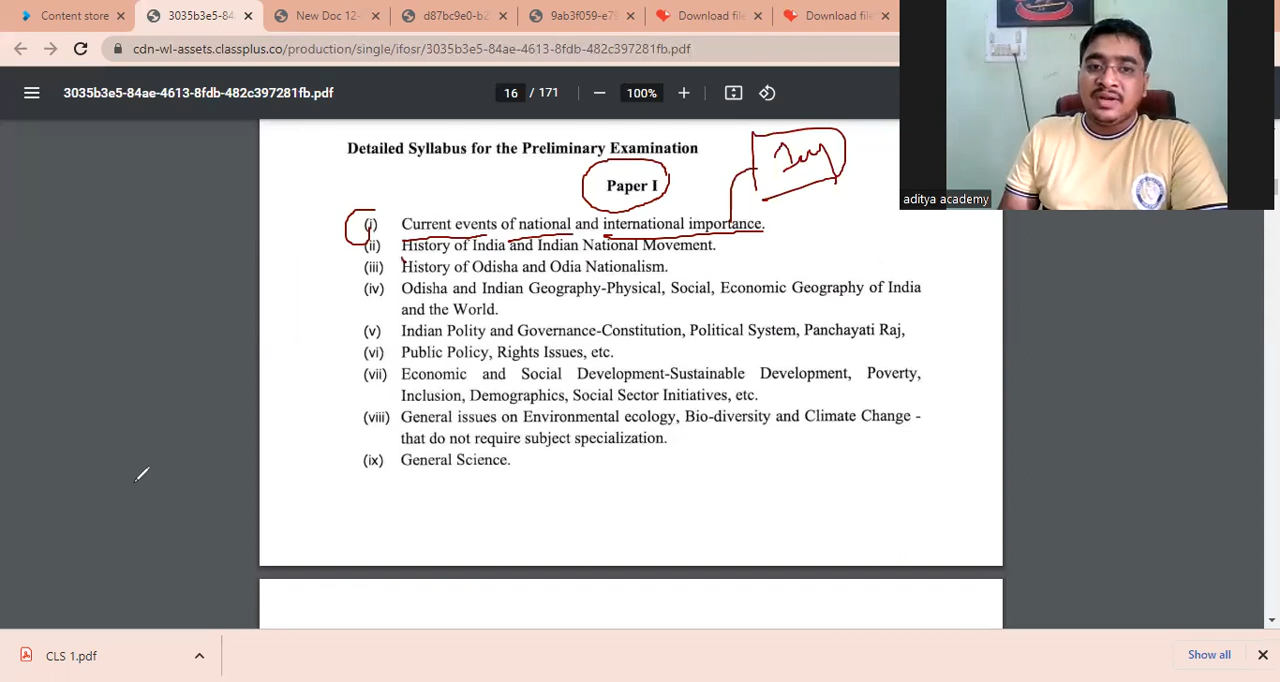 Content store
3035b3e5-84
New Doc 12-
d87bc9e0-b2
9ab3f059-e7
Download file
Download file
cdn-wl-assets.classplus.co/production/single/ifosr/3035b3e5-84ae-4613-8fdb-482c397281fb.pdf
3035b3e5-84ae-4613-8fdb-482c397281fb.pdf
16 / 171
100%
aditya academy
Detailed Syllabus for the Preliminary Examination
Paper I
(i) Current events of national and international importance.
(ii) History of India and Indian National Movement.
(iii) History of Odisha and Odia Nationalism.
(iv) Odisha and Indian Geography-Physical, Social, Economic Geography of India
and the World.
(v) Indian Polity and Governance-Constitution, Political System, Panchayati Raj,
(vi) Public Policy, Rights Issues, etc.
(vii) Economic and Social Development-Sustainable Development, Poverty,
Inclusion, Demographics, Social Sector Initiatives, etc.
(viii) General issues on Environmental ecology, Bio-diversity and Climate Change -
that do not require subject specialization.
(ix) General Science.
CLS 1.pdf
Show all